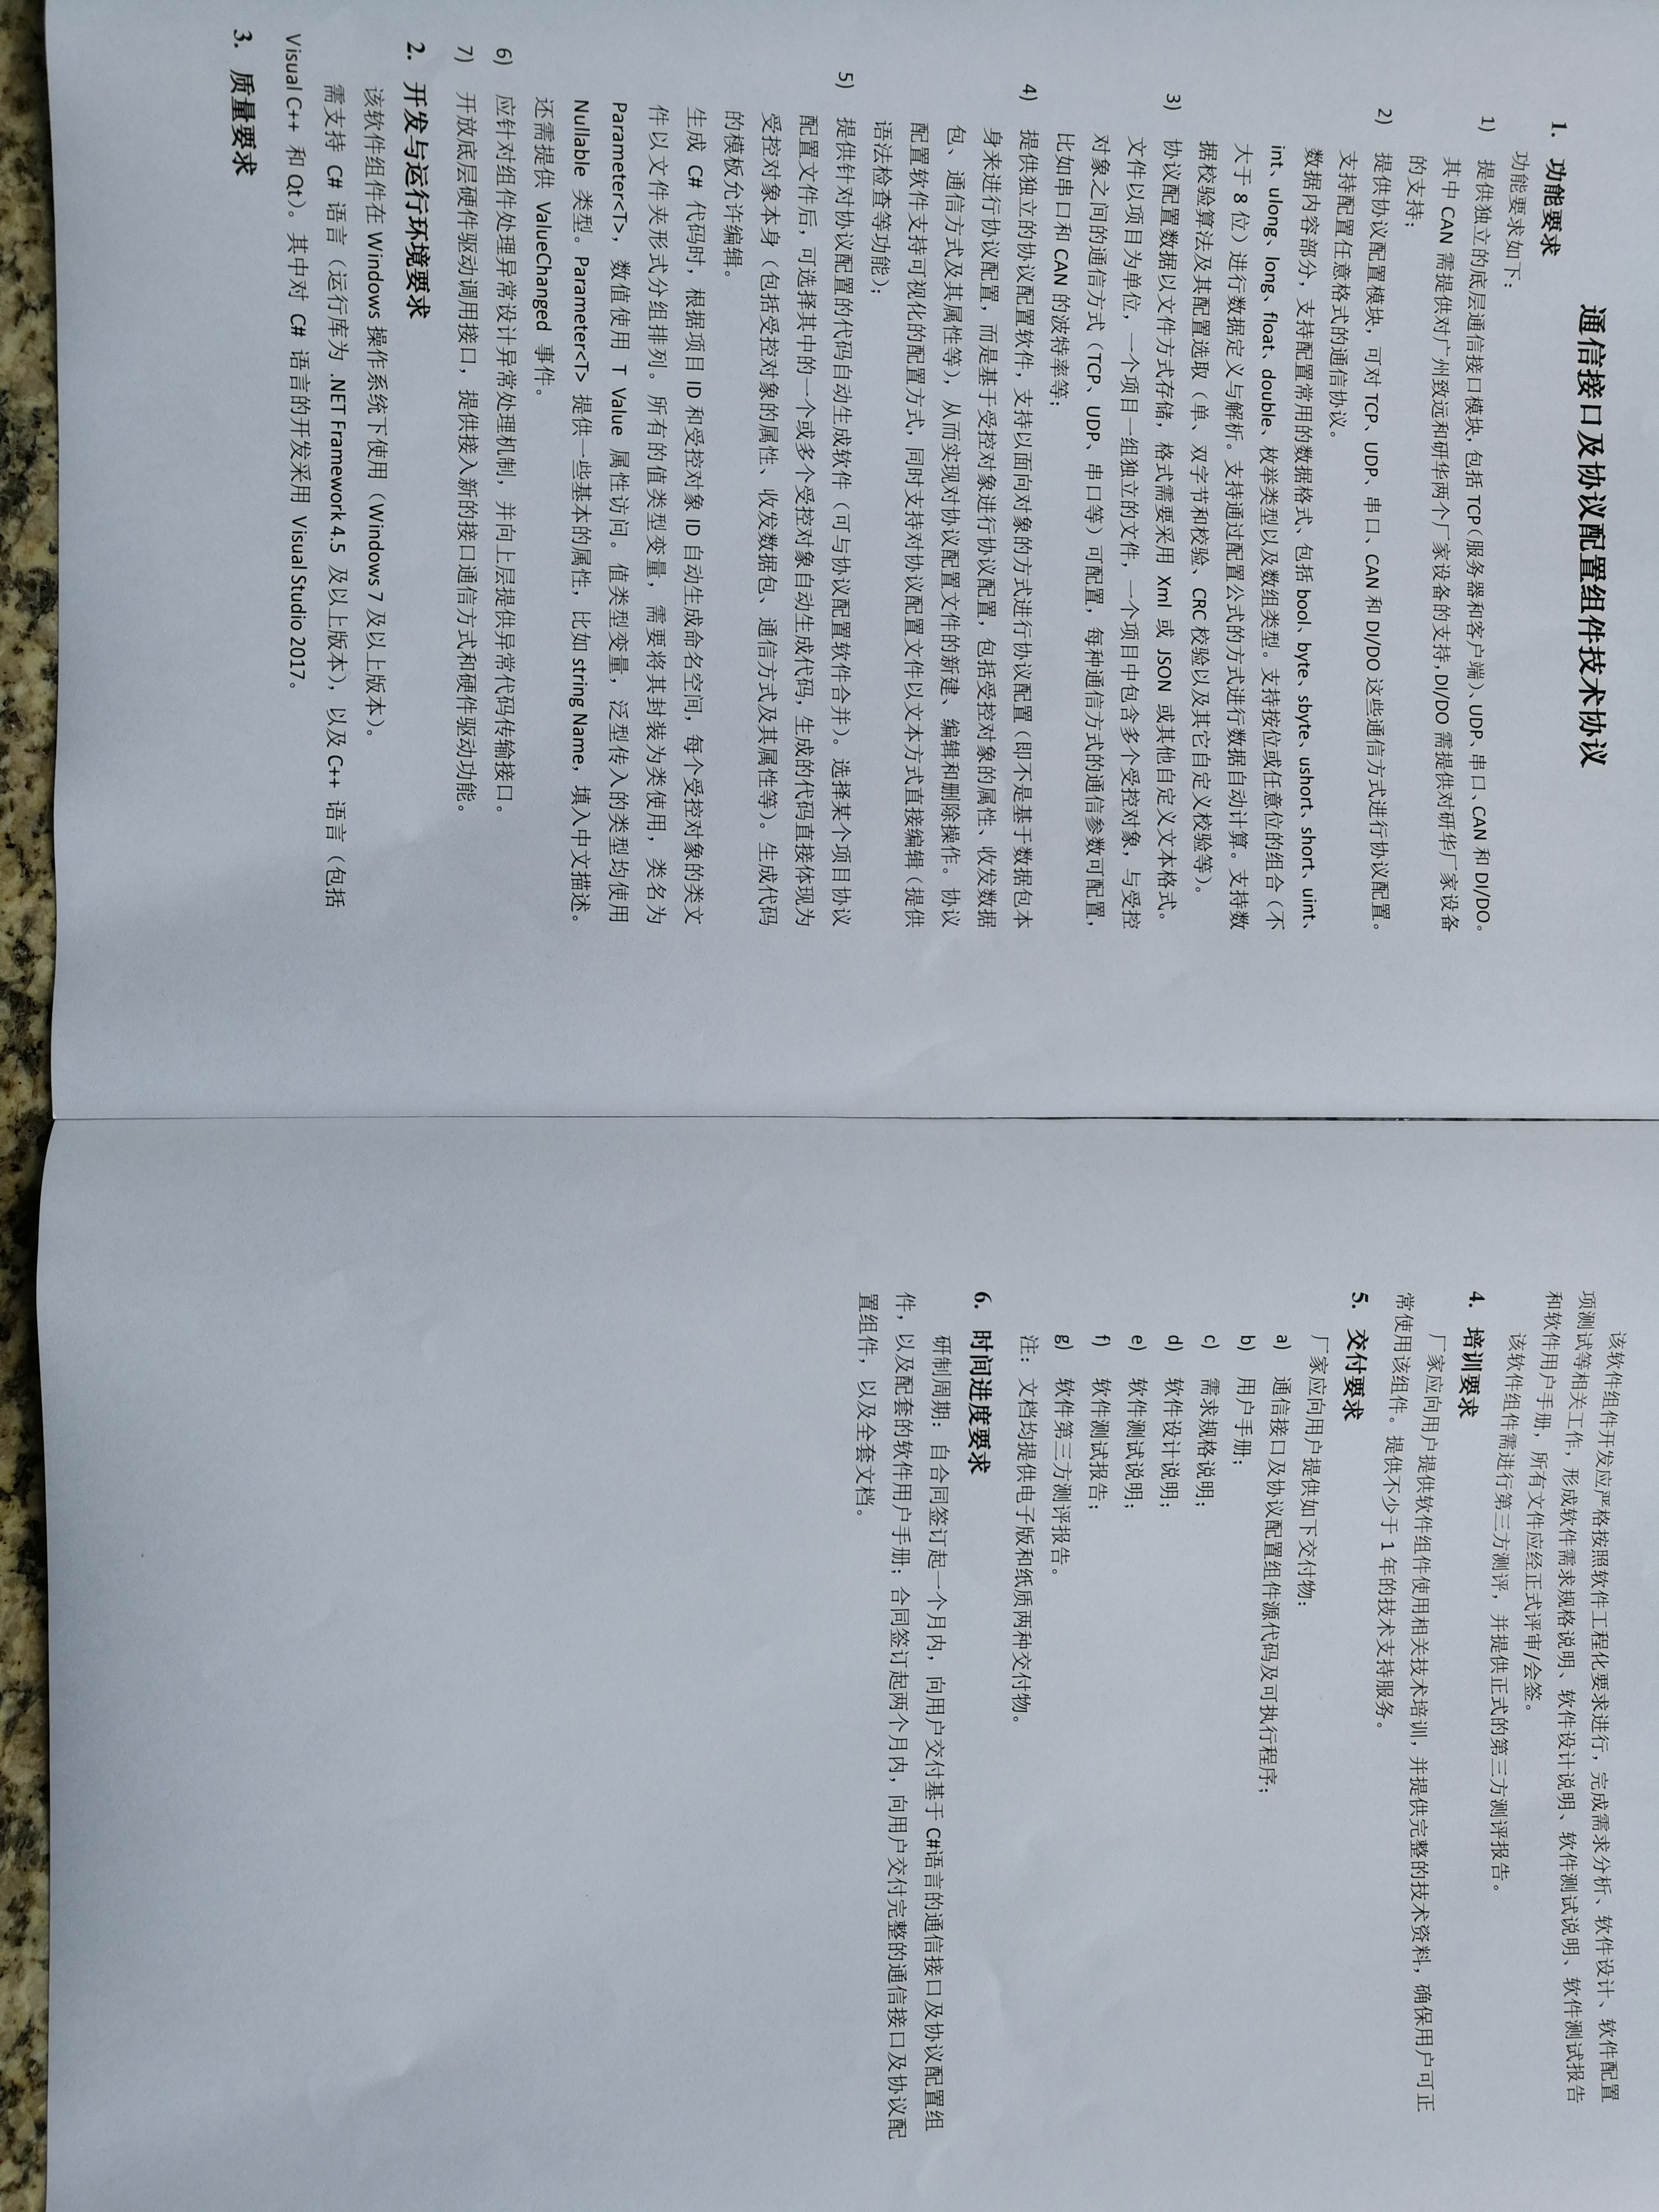 通信接口及协议配置组件技术协议
1. 功能要求
功能要求如下：
1) 提供独立的底层通信接口模块，包括 TCP（服务器和客户端）、UDP、串口、CAN 和 DI/DO。
其中 CAN 需提供对广州致远和研华两个厂家设备的支持，DI/DO 需提供对研华厂家设备
的支持；
2) 提供协议配置模块，可对 TCP、UDP、串口、CAN 和 DI/DO 这些通信方式进行协议配置。
支持配置任意格式的通信协议。
数据内容部分，支持配置常用的数据格式、包括 bool、byte、sbyte、ushort、short、uint、
int、ulong、long、float、double、枚举类型以及数组类型。支持按位或任意位的组合（不
大于 8 位）进行数据定义与解析。支持通过配置公式的方式进行数据自动计算。支持数
据校验算法及其配置选取（单、双字节和校验、CRC 校验以及其它自定义校验等）。
3) 协议配置数据以文件方式存储，格式需要采用 Xml 或 JSON 或其他自定义文本格式。
文件以项目为单位，一个项目一组独立的文件，一个项目中包含多个受控对象，与受控
对象之间的通信方式（TCP、UDP、串口等）可配置，每种通信方式的通信参数可配置，
比如串口和 CAN 的波特率等；
4) 提供独立的协议配置软件，支持以面向对象的方式进行协议配置（即不是基于数据包本
身来进行协议配置，而是基于受控对象进行协议配置，包括受控对象的属性、收发数据
包、通信方式及其属性等），从而实现对协议配置文件的新建、编辑和删除操作。协议
配置软件支持可视化的配置方式，同时支持对协议配置文件以文本方式直接编辑（提供
语法检查等功能）；
5) 提供针对协议配置的代码自动生成软件（可与协议配置软件合并）。选择某个项目协议
配置文件后，可选择其中的一个或多个受控对象自动生成代码，生成的代码直接体现为
受控对象本身（包括受控对象的属性、收发数据包、通信方式及其属性等）。生成代码
的模板允许编辑。
生成 C# 代码时，根据项目 ID 和受控对象 ID 自动生成命名空间，每个受控对象的类文
件以文件夹形式分组排列。所有的值类型变量，需要将其封装为类使用，类名为
Parameter<T>，数值使用 T Value 属性访问。值类型变量，泛型传入的类型均使用
Nullable 类型。Parameter<T> 提供一些基本的属性，比如 string Name，填入中文描述。
还需提供 ValueChanged 事件。
6) 应针对组件处理异常设计异常处理机制，并向上层提供异常代码传输接口。
7) 开放底层硬件驱动调用接口，提供接入新的接口通信方式和硬件驱动功能。
2. 开发与运行环境要求
该软件组件在 Windows 操作系统下使用（Windows 7 及以上版本）。
需支持 C# 语言（运行库为 .NET Framework 4.5 及以上版本），以及 C++ 语言（包括
Visual C++ 和 Qt）。其中对 C# 语言的开发采用 Visual Studio 2017。
3. 质量要求
该软件组件开发应严格按照软件工程化要求进行，完成需求分析、软件设计、软件配置
项测试等相关工作，形成软件需求规格说明、软件设计说明、软件测试说明、软件测试报告
和软件用户手册，所有文件应经正式评审/会签。
该软件组件需进行第三方测评，并提供正式的第三方测评报告。
4. 培训要求
厂家应向用户提供软件组件使用相关技术培训，并提供完整的技术资料，确保用户可正
常使用该组件。提供不少于 1 年的技术支持服务。
5. 交付要求
厂家应向用户提供如下交付物：
a) 通信接口及协议配置组件源代码及可执行程序；
b) 用户手册；
c) 需求规格说明；
d) 软件设计说明；
e) 软件测试说明；
f) 软件测试报告；
g) 软件第三方测评报告。
注：文档均提供电子版和纸质两种交付物。
6. 时间进度要求
研制周期：自合同签订起一个月内，向用户交付基于 C#语言的通信接口及协议配置组
件，以及配套的软件用户手册；合同签订起两个月内，向用户交付完整的通信接口及协议配
置组件，以及全套文档。